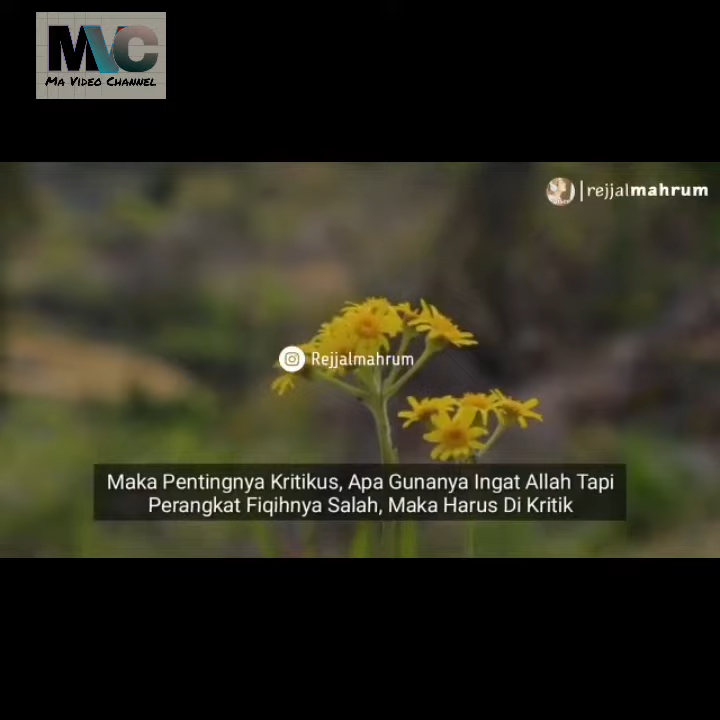 MVC
Ma Video Channel
rejjalmahrum
Rejjalmahrum
Maka Pentingnya Kritikus, Apa Gunanya Ingat Allah Tapi
Perangkat Fiqihnya Salah, Maka Harus Di Kritik